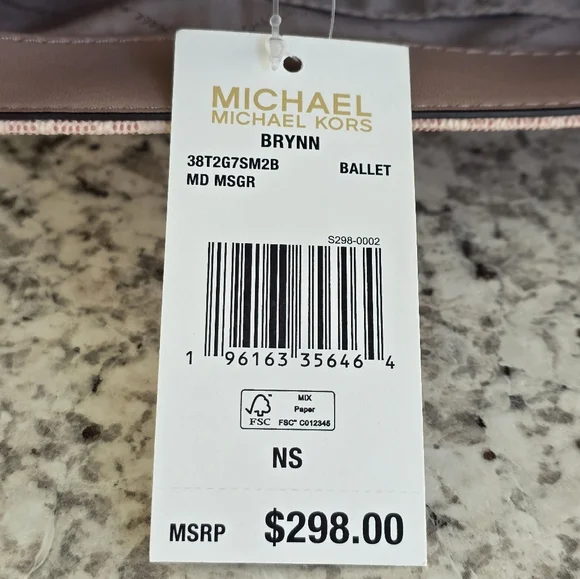 MICHAEL
MICHAEL KORS
BRYNN
38T2G7SM2B BALLET
MD MSGR
S298-0002
1 96163 35646 4
MIX
Paper
FSC FSC® C012345
NS
MSRP $298.00